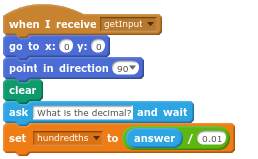 when I receive getInput
go to x: 0 y: 0
point in direction 90
clear
ask What is the decimal? and wait
set hundredths to answer / 0.01